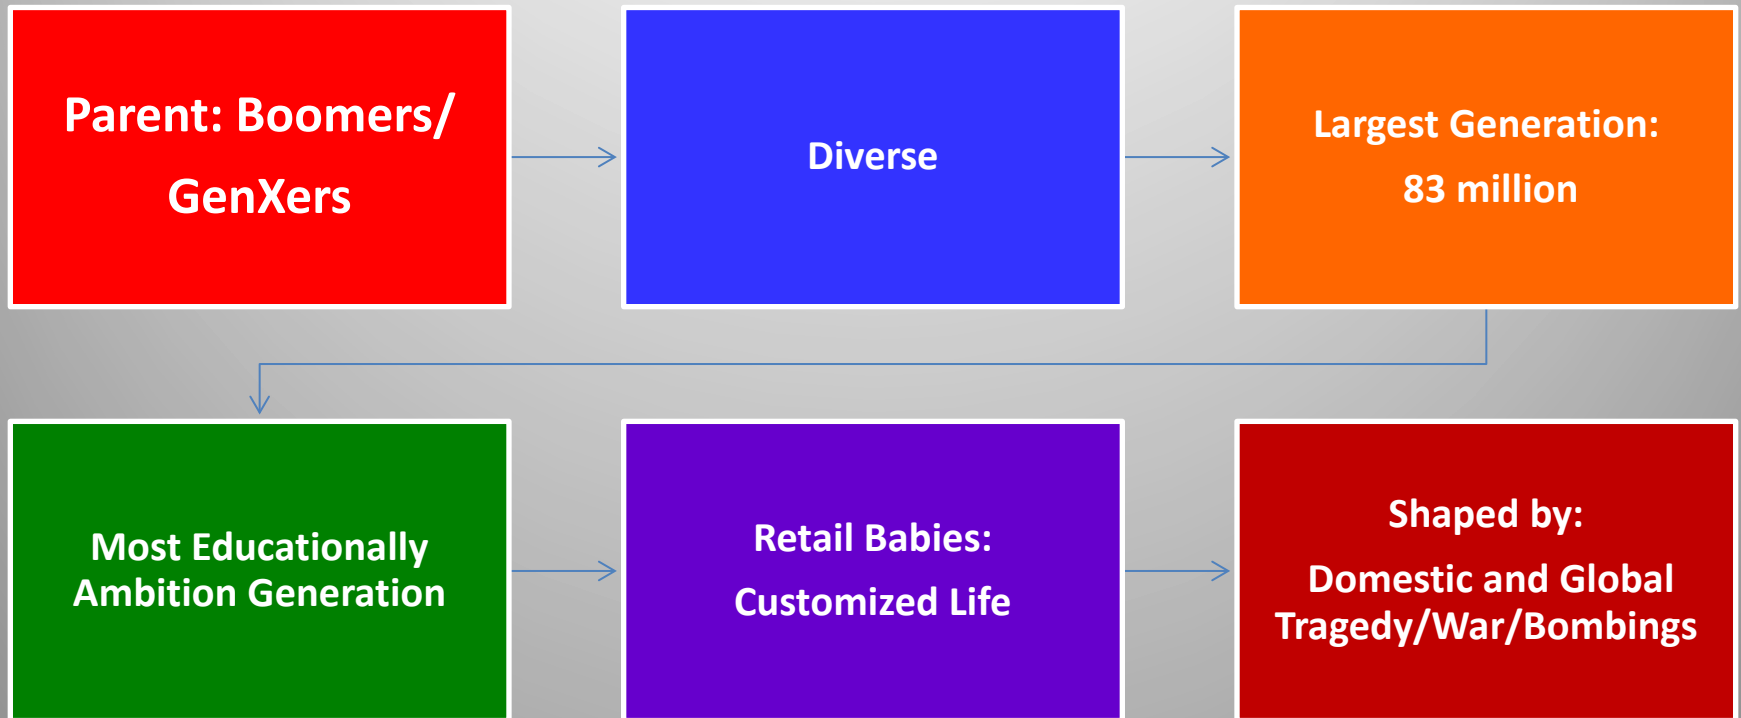 Parent: Boomers/
GenXers
Diverse
Largest Generation:
83 million
Most Educationally
Ambition Generation
Retail Babies:
Customized Life
Shaped by:
Domestic and Global
Tragedy/War/Bombings